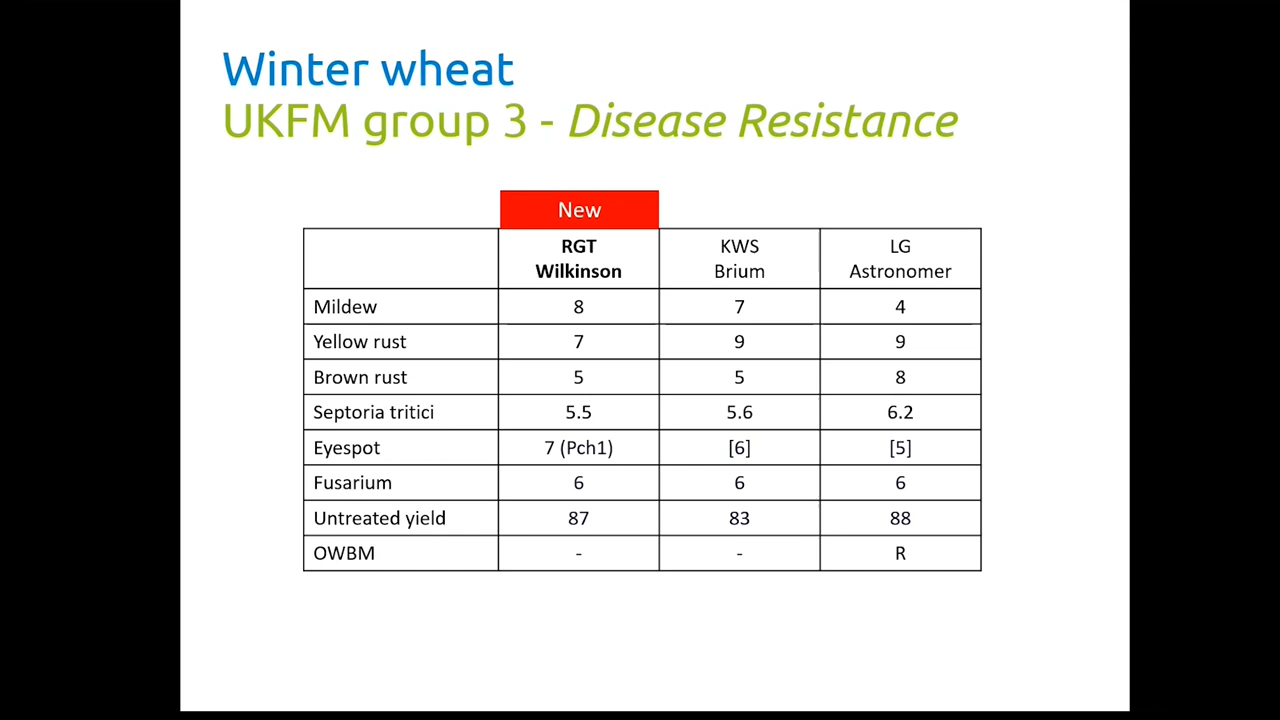 Winter wheat
UKFM group 3 - Disease Resistance
New
RGT Wilkinson KWS Brium LG Astronomer
Mildew 8 7 4
Yellow rust 7 9 9
Brown rust 5 5 8
Septoria tritici 5.5 5.6 6.2
Eyespot 7 (Pch1) [6] [5]
Fusarium 6 6 6
Untreated yield 87 83 88
OWBM - - R